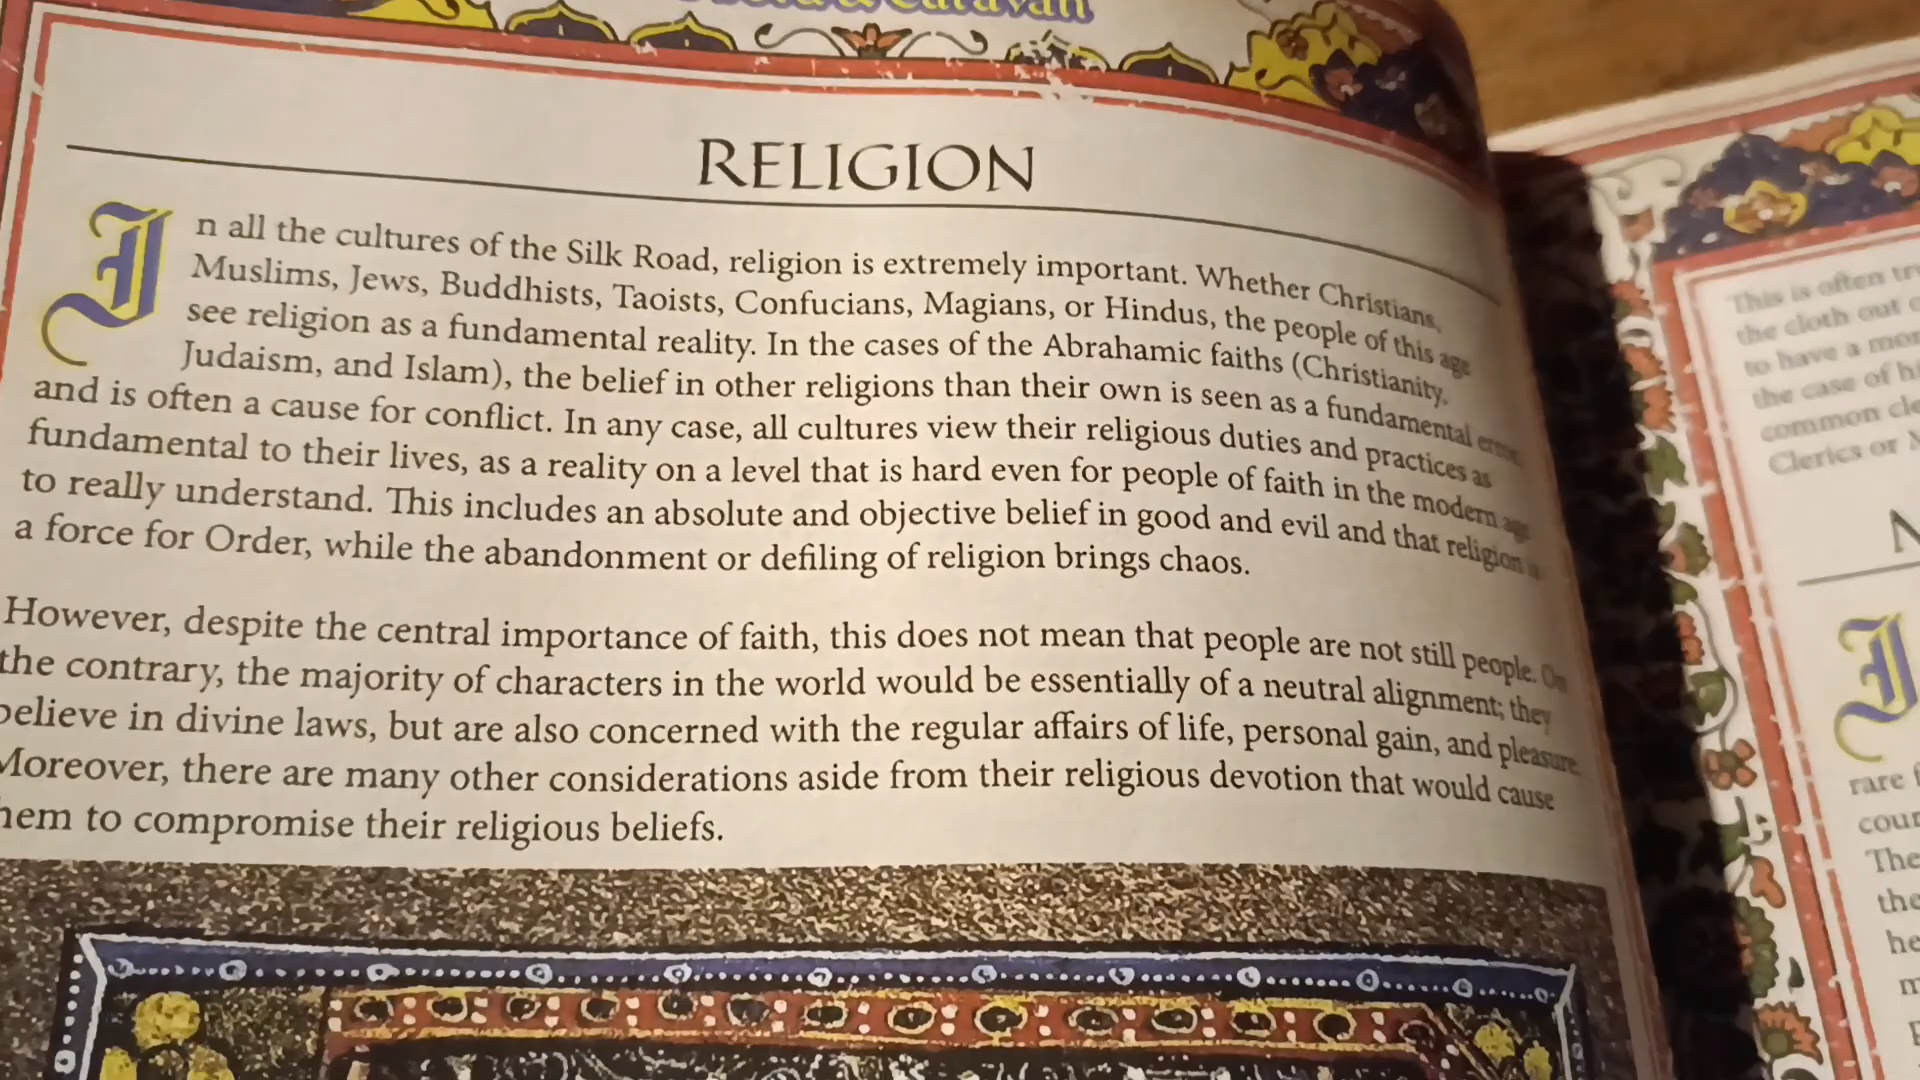 Caravan
RELIGION
In all the cultures of the Silk Road, religion is extremely important. Whether Christians,
Muslims, Jews, Buddhists, Taoists, Confucians, Magians, or Hindus, the people of this age
see religion as a fundamental reality. In the cases of the Abrahamic faiths (Christianity,
Judaism, and Islam), the belief in other religions than their own is seen as a fundamental error,
and is often a cause for conflict. In any case, all cultures view their religious duties and practices as
fundamental to their lives, as a reality on a level that is hard even for people of faith in the modern age
to really understand. This includes an absolute and objective belief in good and evil and that religion is
a force for Order, while the abandonment or defiling of religion brings chaos.
However, despite the central importance of faith, this does not mean that people are not still people. On
the contrary, the majority of characters in the world would be essentially of a neutral alignment; they
believe in divine laws, but are also concerned with the regular affairs of life, personal gain, and pleasure.
Moreover, there are many other considerations aside from their religious devotion that would cause
them to compromise their religious beliefs.
This is often
the cloth out
to have a
the case of
common
Clerics or
I
rare
The
the